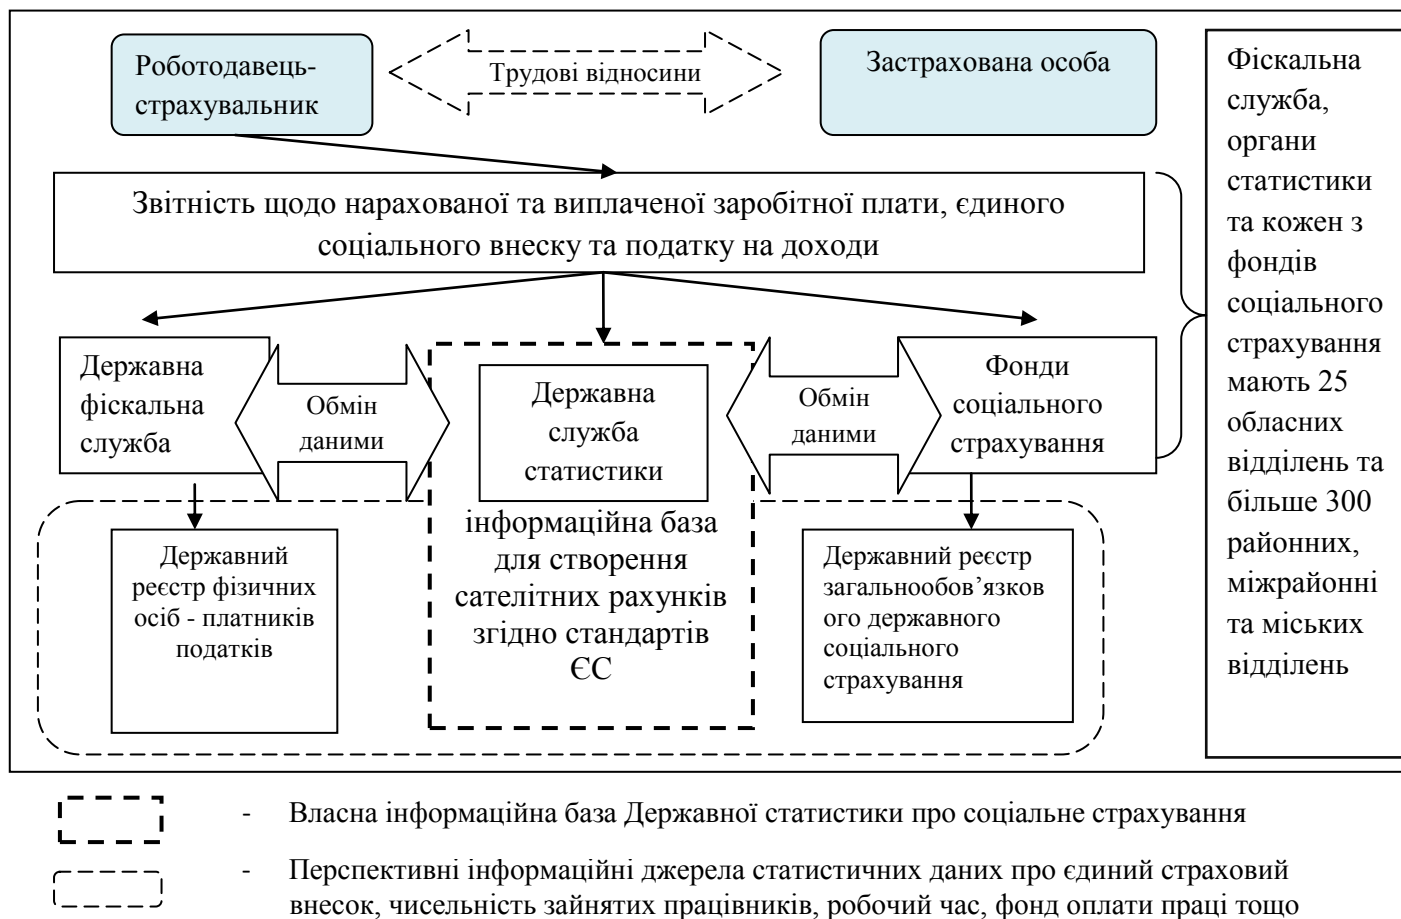 Роботодавець-
страхувальник
Трудові відносини
Застрахована особа
Звітність щодо нарахованої та виплаченої заробітної плати, єдиного
соціального внеску та податку на доходи
Державна
фіскальна
служба
Обмін
даними
Державна
служба
статистики
інформаційна база
для створення
сателітних рахунків
згідно стандартів
ЄС
Обмін
даними
Фонди
соціального
страхування
Державний
реєстр фізичних
осіб - платників
податків
Державний реєстр
загальнообов’язков
ого державного
соціального
страхування
Фіскальна
служба,
органи
статистики
та кожен з
фондів
соціального
страхування
мають 25
обласних
відділень та
більше 300
районних,
міжрайонні
та міських
відділень
- Власна інформаційна база Державної статистики про соціальне страхування
- Перспективні інформаційні джерела статистичних даних про єдиний страховий
внесок, чисельність зайнятих працівників, робочий час, фонд оплати праці тощо